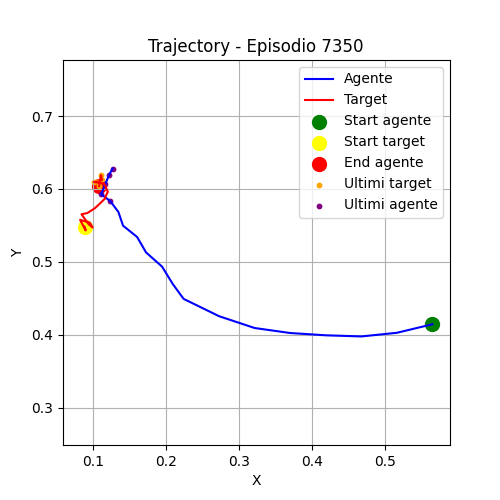 Trajectory - Episodio 7350
Agente
Target
Start agente
Start target
End agente
Ultimi target
Ultimi agente
0.7
0.6
0.5
0.4
0.3
Y
0.1
0.2
0.3
0.4
0.5
X